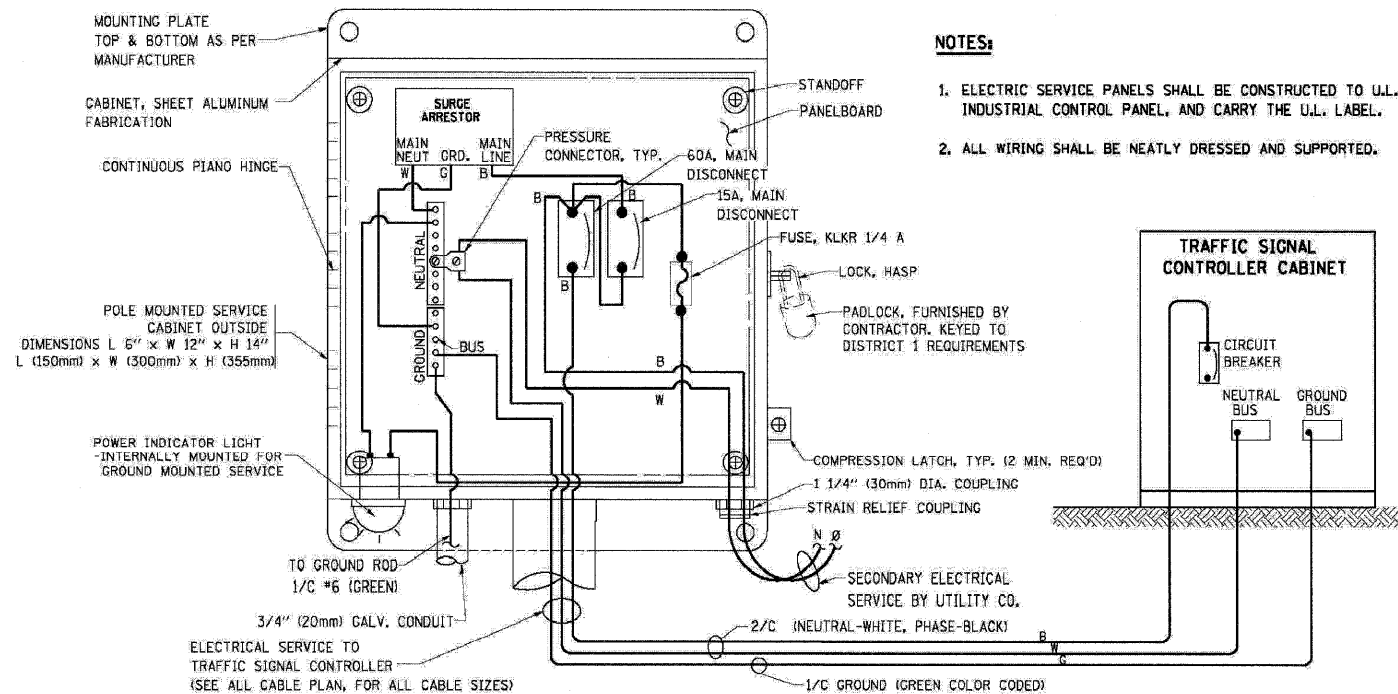 MOUNTING PLATE
TOP & BOTTOM AS PER
MANUFACTURER
CABINET, SHEET ALUMINUM
FABRICATION
CONTINUOUS PIANO HINGE
POLE MOUNTED SERVICE
CABINET OUTSIDE
DIMENSIONS L 6" x W 12" x H 14"
L (150mm) x W (300mm) x H (355mm)
POWER INDICATOR LIGHT
-INTERNALLY MOUNTED FOR
GROUND MOUNTED SERVICE
TO GROUND ROD
1/C #6 (GREEN)
3/4" (20mm) GALV. CONDUIT
ELECTRICAL SERVICE TO
TRAFFIC SIGNAL CONTROLLER
(SEE ALL CABLE PLAN, FOR ALL CABLE SIZES)
SURGE
ARRESTOR
MAIN
NEUT
GRD.
MAIN
LINE
W
G
B
NEUTRAL
GROUND
BUS
PRESSURE
CONNECTOR, TYP.
B
B
B
B
B
W
STANDOFF
PANELBOARD
60A, MAIN
DISCONNECT
15A, MAIN
DISCONNECT
FUSE, KLKR 1/4 A
LOCK, HASP
PADLOCK, FURNISHED BY
CONTRACTOR. KEYED TO
DISTRICT 1 REQUIREMENTS
COMPRESSION LATCH, TYP. (2 MIN. REQ'D)
1 1/4" (30mm) DIA. COUPLING
STRAIN RELIEF COUPLING
N Ø
SECONDARY ELECTRICAL
SERVICE BY UTILITY CO.
2/C (NEUTRAL-WHITE, PHASE-BLACK)
B
W
G
1/C GROUND (GREEN COLOR CODED)
NOTES:
1. ELECTRIC SERVICE PANELS SHALL BE CONSTRUCTED TO U.L.
INDUSTRIAL CONTROL PANEL, AND CARRY THE U.L. LABEL.
2. ALL WIRING SHALL BE NEATLY DRESSED AND SUPPORTED.
TRAFFIC SIGNAL
CONTROLLER CABINET
CIRCUIT
BREAKER
NEUTRAL
BUS
GROUND
BUS